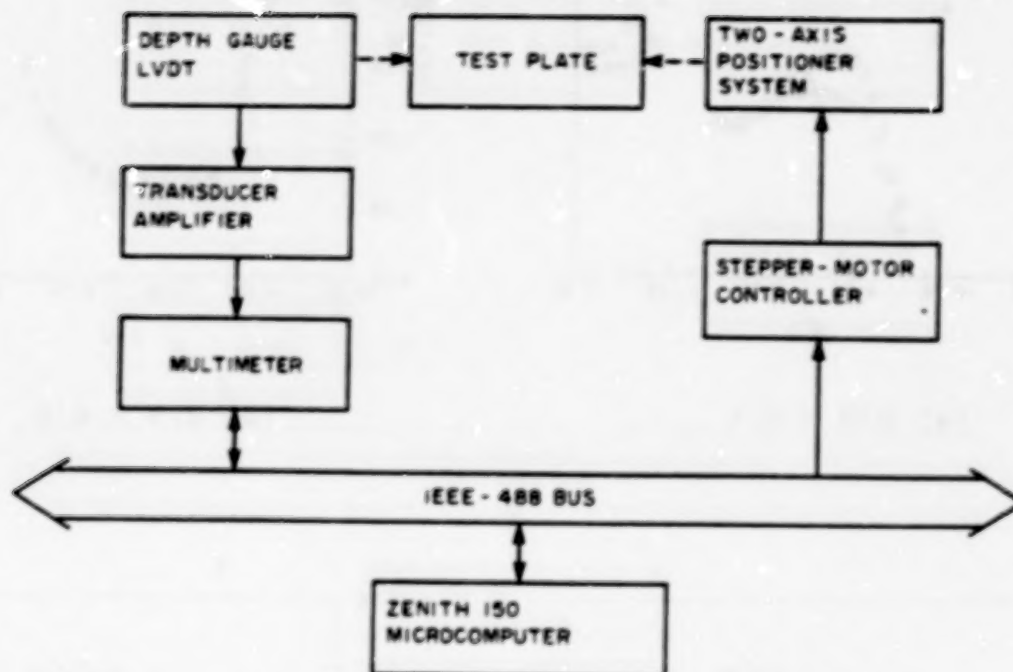 DEPTH GAUGE
LVDT
TEST PLATE
TWO - AXIS
POSITIONER
SYSTEM
TRANSDUCER
AMPLIFIER
STEPPER - MOTOR
CONTROLLER
MULTIMETER
IEEE - 488 BUS
ZENITH 150
MICROCOMPUTER